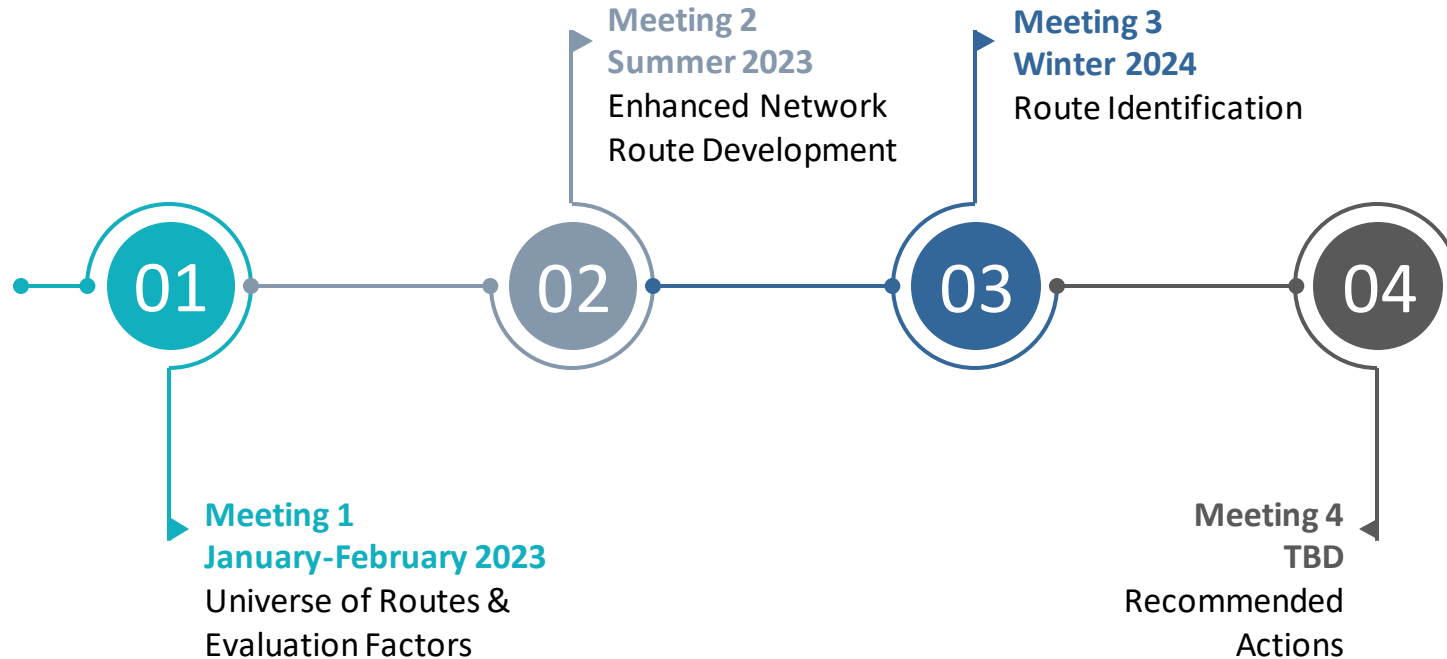 Meeting 2
Summer 2023
Enhanced Network
Route Development
Meeting 3
Winter 2024
Route Identification
01
02
03
04
Meeting 1
January-February 2023
Universe of Routes &
Evaluation Factors
Meeting 4
TBD
Recommended
Actions